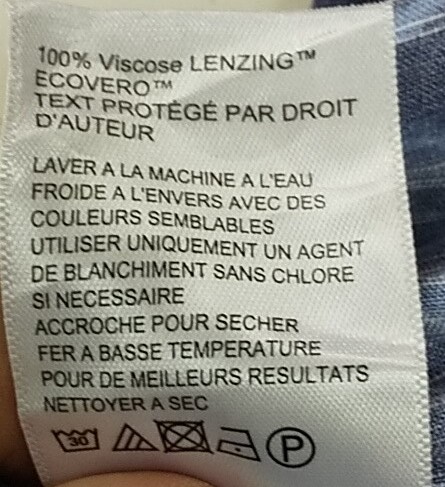 100% Viscose LENZING™
ECOVERO™
TEXT PROTÉGÉ PAR DROIT
D'AUTEUR
LAVER A LA MACHINE A L'EAU
FROIDE A L'ENVERS AVEC DES
COULEURS SEMBLABLES
UTILISER UNIQUEMENT UN AGENT
DE BLANCHIMENT SANS CHLORE
SI NECESSAIRE
ACCROCHE POUR SECHER
FER A BASSE TEMPERATURE
POUR DE MEILLEURS RESULTATS
NETTOYER A SEC
30 P